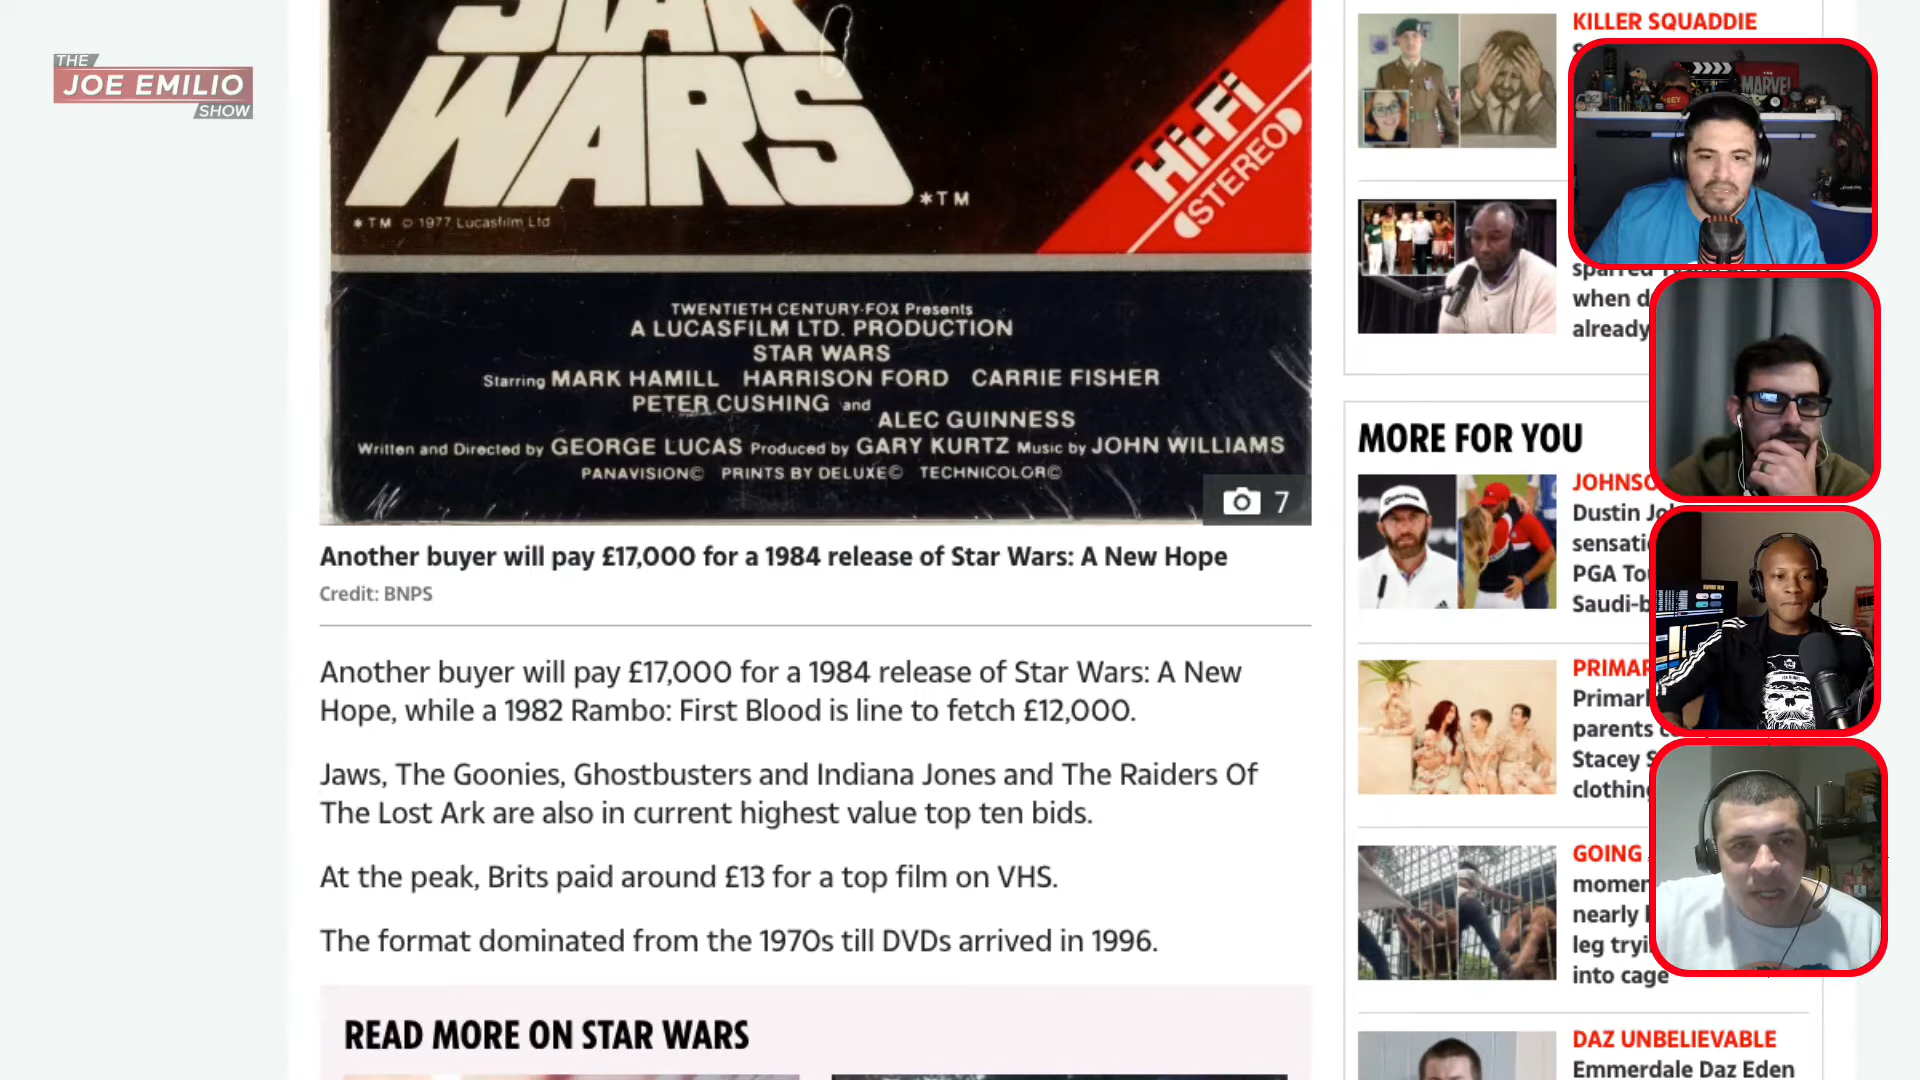 THE
JOE EMILIO
SHOW
STAR
WARS
*TM
*TM © 1977 Lucasfilm Ltd
Hi-Fi
STEREO
TWENTIETH CENTURY-FOX Presents
A LUCASFILM LTD. PRODUCTION
STAR WARS
Starring MARK HAMILL HARRISON FORD CARRIE FISHER
PETER CUSHING and
ALEC GUINNESS
Written and Directed by GEORGE LUCAS Produced by GARY KURTZ Music by JOHN WILLIAMS
PANAVISION© PRINTS BY DELUXE© TECHNICOLOR©
7
Another buyer will pay £17,000 for a 1984 release of Star Wars: A New Hope
Credit: BNPS
Another buyer will pay £17,000 for a 1984 release of Star Wars: A New
Hope, while a 1982 Rambo: First Blood is line to fetch £12,000.
Jaws, The Goonies, Ghostbusters and Indiana Jones and The Raiders Of
The Lost Ark are also in current highest value top ten bids.
At the peak, Brits paid around £13 for a top film on VHS.
The format dominated from the 1970s till DVDs arrived in 1996.
READ MORE ON STAR WARS
KILLER SQUADDIE
MARVEL
when
already
MORE FOR YOU
Dustin
PGA
Saudi-b
parents
Stacey
clothing
GOING
nearly
leg
into cage
DAZ UNBELIEVABLE
Emmerdale Daz Eden